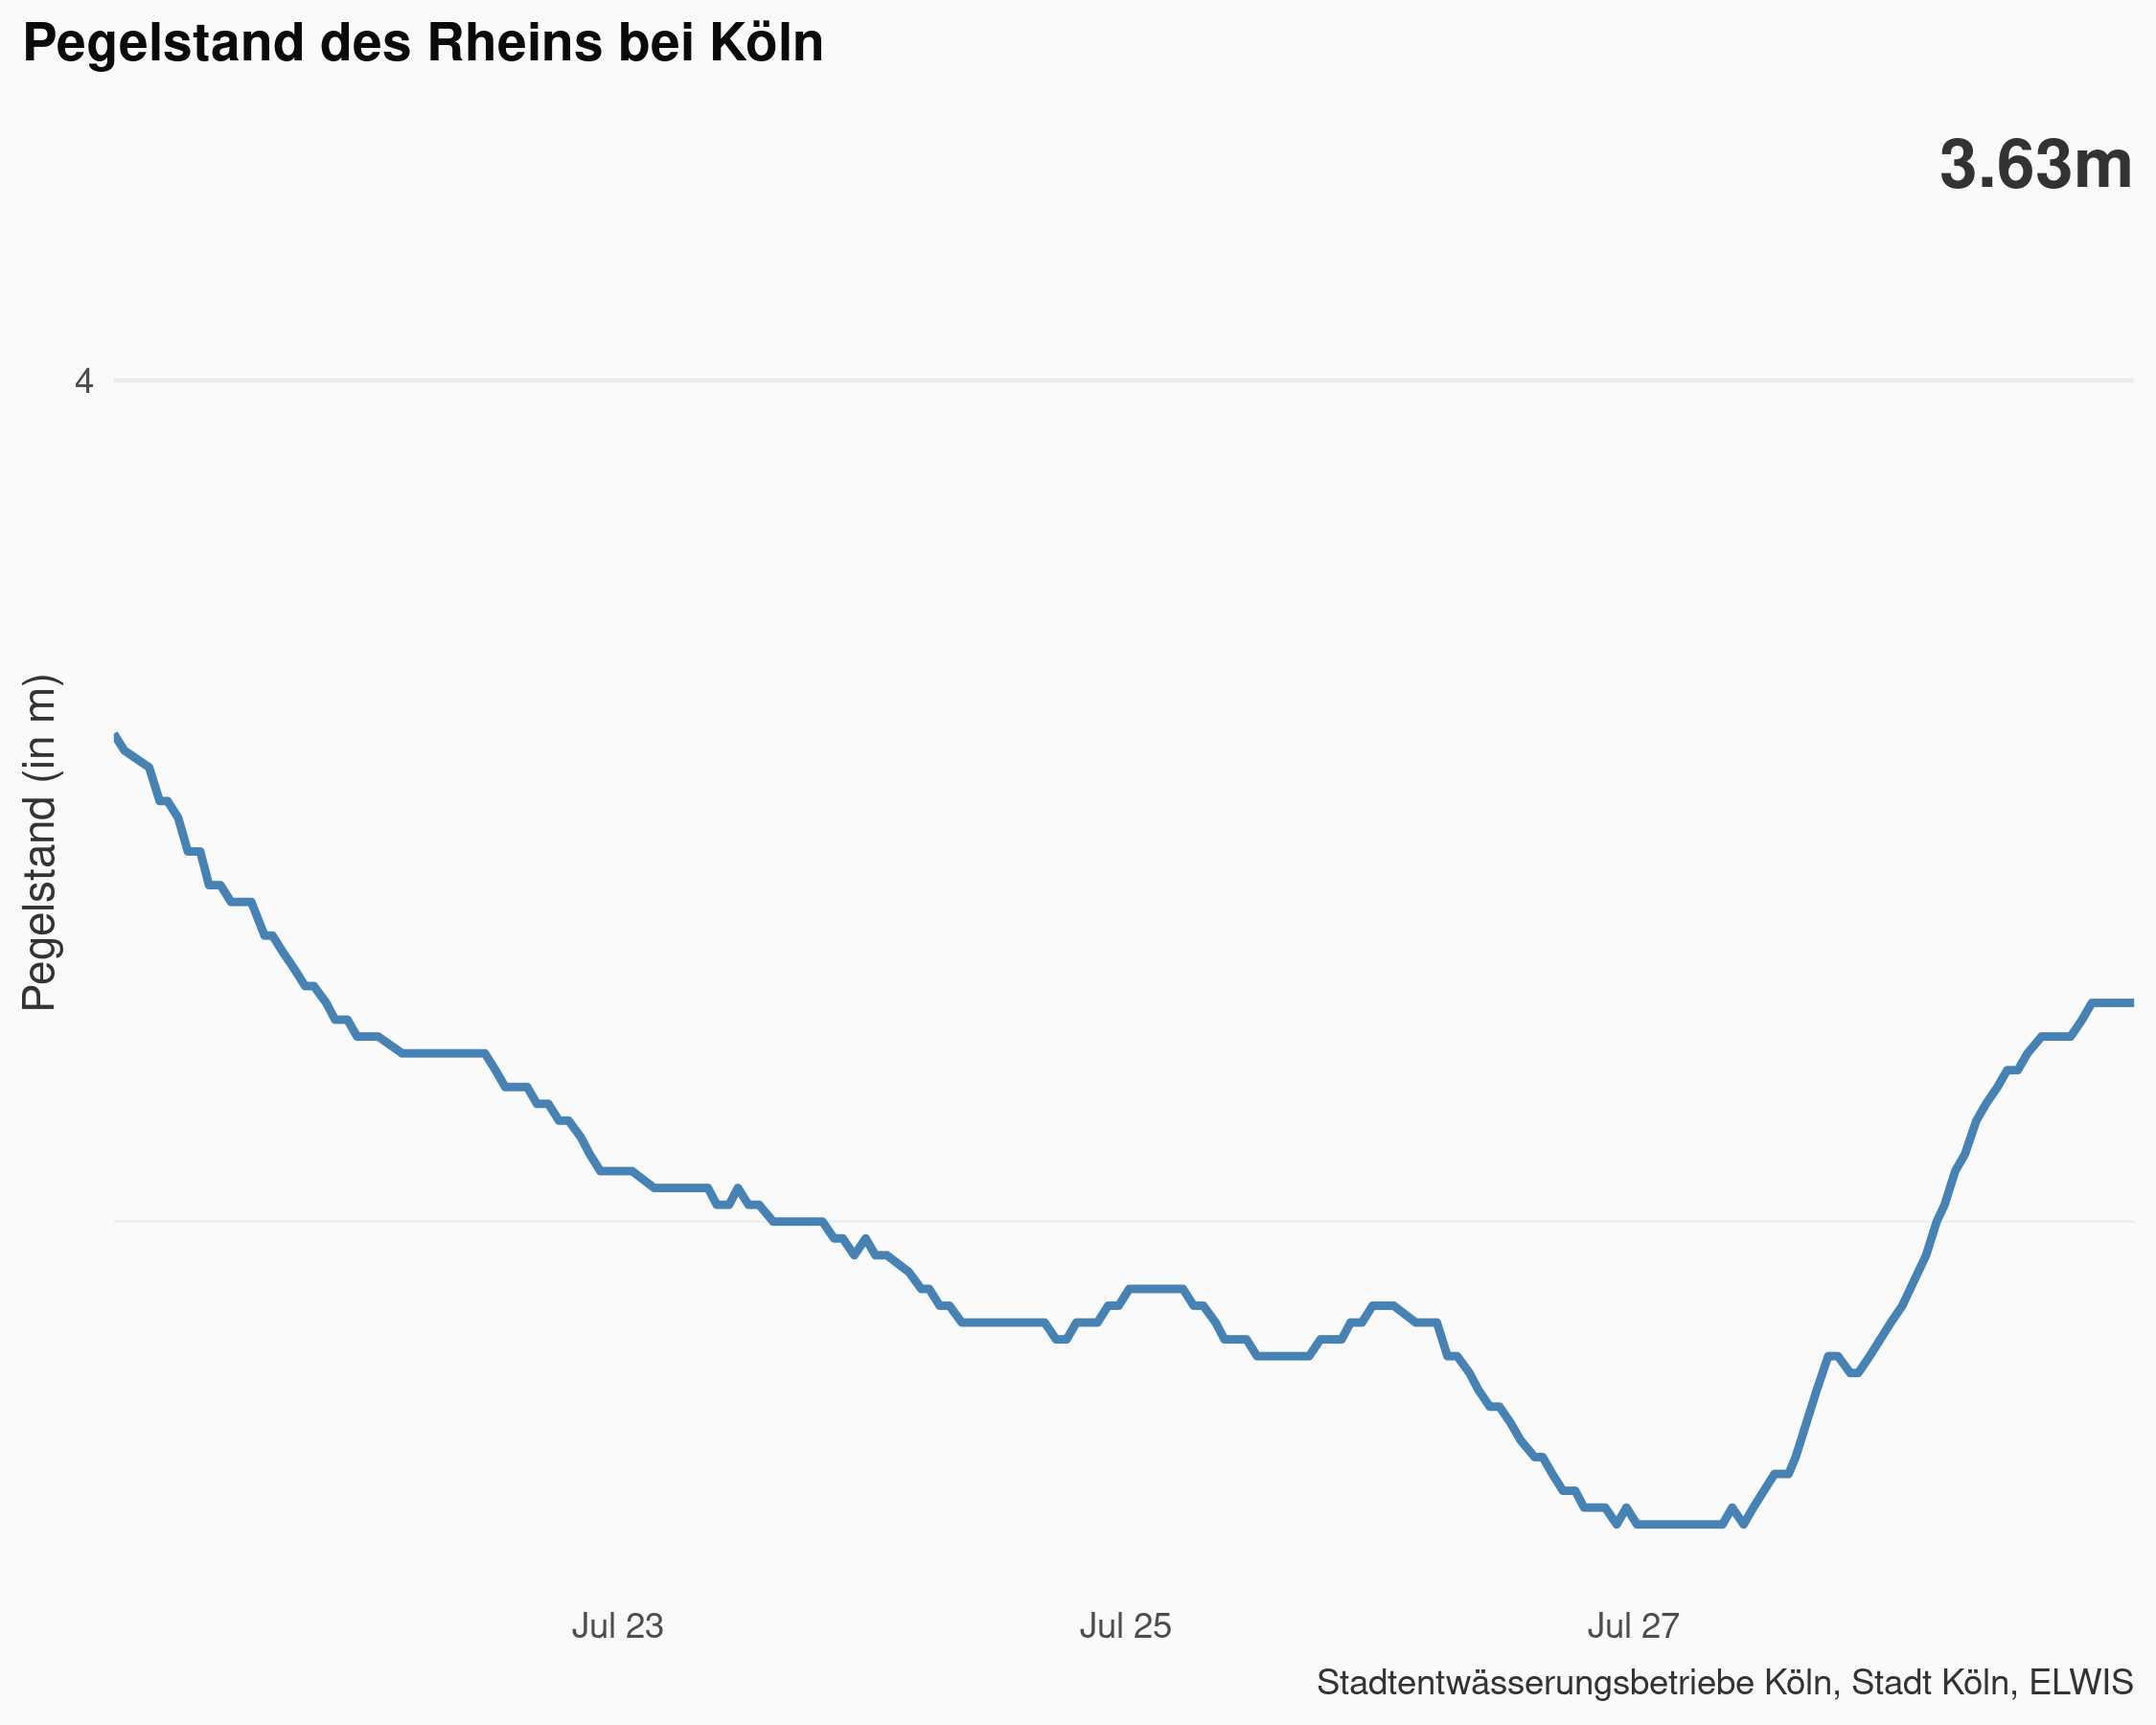 Pegelstand des Rheins bei Köln
3.63m
4
Pegelstand (in m)
Jul 23
Jul 25
Jul 27
Stadtentwässerungsbetriebe Köln, Stadt Köln, ELWIS